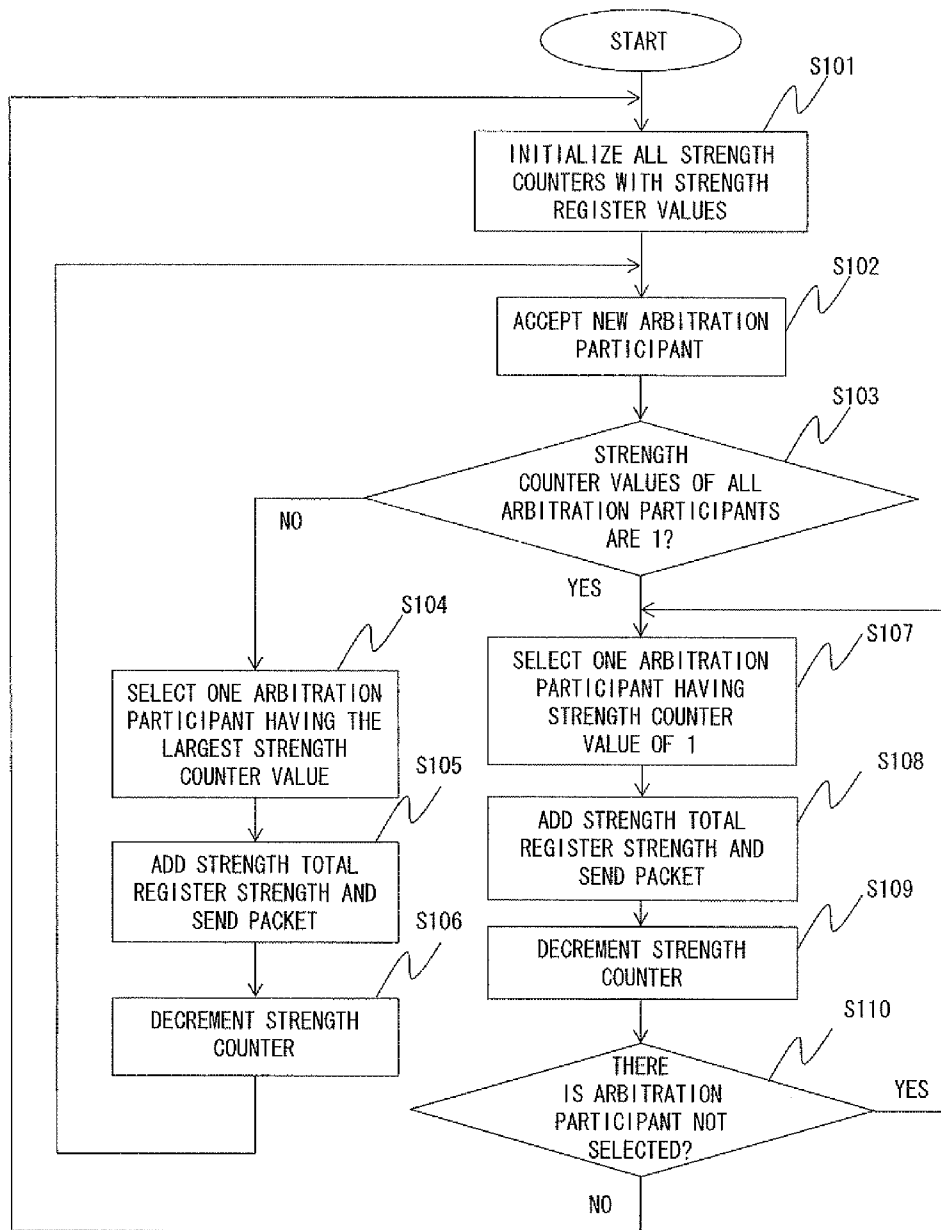 START
S101
INITIALIZE ALL STRENGTH
COUNTERS WITH STRENGTH
REGISTER VALUES
S102
ACCEPT NEW ARBITRATION
PARTICIPANT
S103
STRENGTH
COUNTER VALUES OF ALL
ARBITRATION PARTICIPANTS
ARE 1?
NO
YES
S104
SELECT ONE ARBITRATION
PARTICIPANT HAVING THE
LARGEST STRENGTH
COUNTER VALUE
S105
ADD STRENGTH TOTAL
REGISTER STRENGTH AND
SEND PACKET
S106
DECREMENT STRENGTH
COUNTER
S107
SELECT ONE ARBITRATION
PARTICIPANT HAVING
STRENGTH COUNTER
VALUE OF 1
S108
ADD STRENGTH TOTAL
REGISTER STRENGTH AND
SEND PACKET
S109
DECREMENT STRENGTH
COUNTER
S110
THERE
IS ARBITRATION
PARTICIPANT NOT
SELECTED?
YES
NO